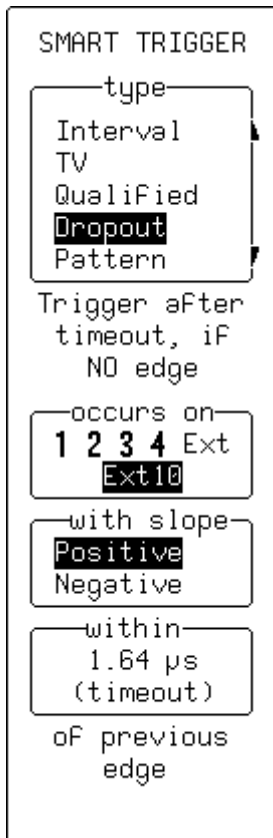 SMART TRIGGER
type
Interval
TV
Qualified
Dropout
Pattern
Trigger after
timeout, if
NO edge
occurs on
1 2 3 4 Ext
Ext10
with slope
Positive
Negative
within
1.64 µs
(timeout)
of previous
edge